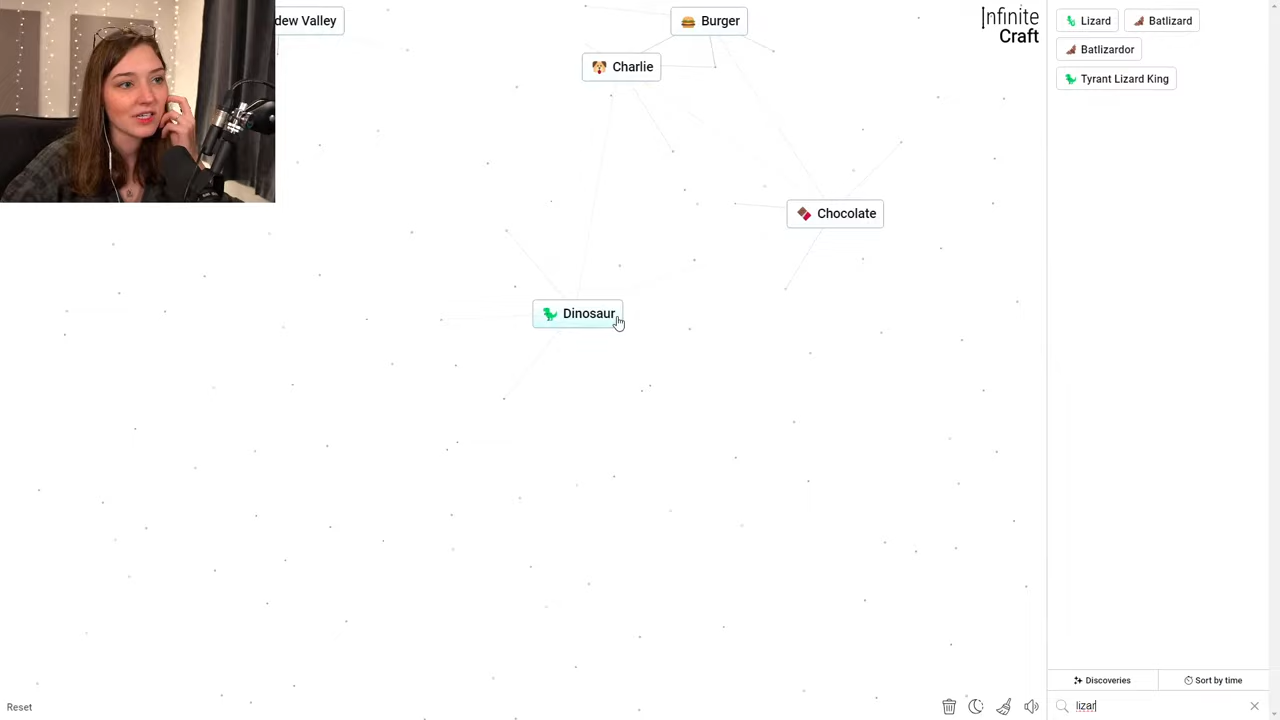 dew Valley
Burger
Infinite
Craft
Lizard
Batlizard
Batlizardor
Tyrant Lizard King
Charlie
Chocolate
Dinosaur
Discoveries
Sort by time
Reset
lizar